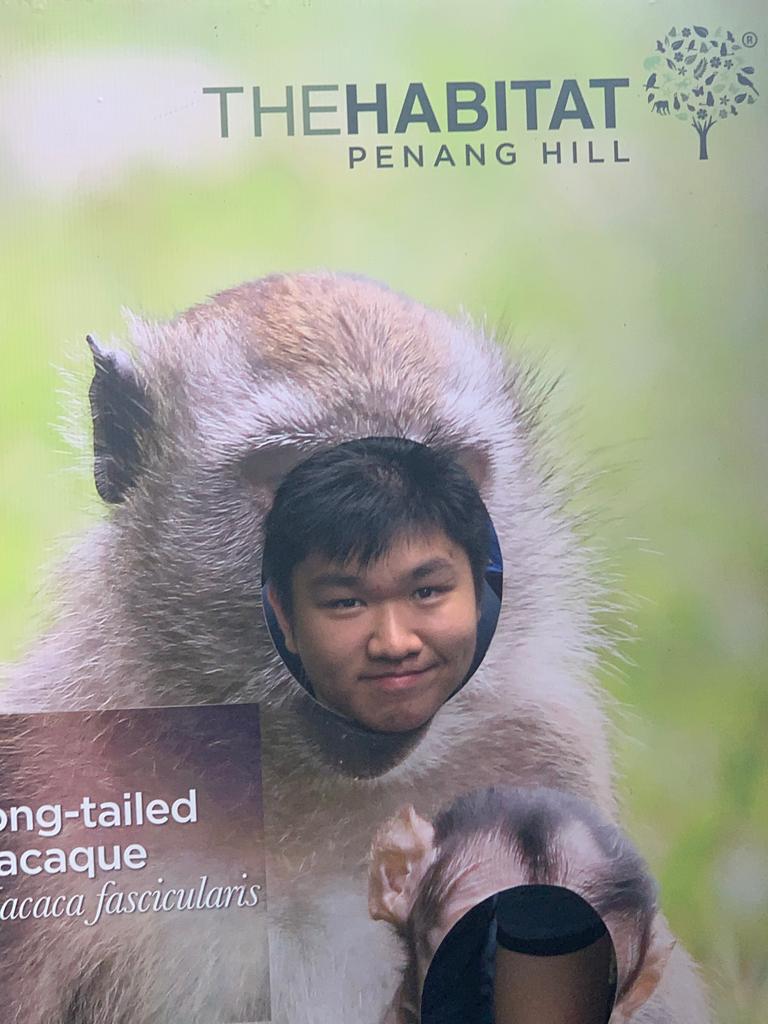 THEHABITAT ®
PENANG HILL
ong-tailed
acaque
acaca fascicularis